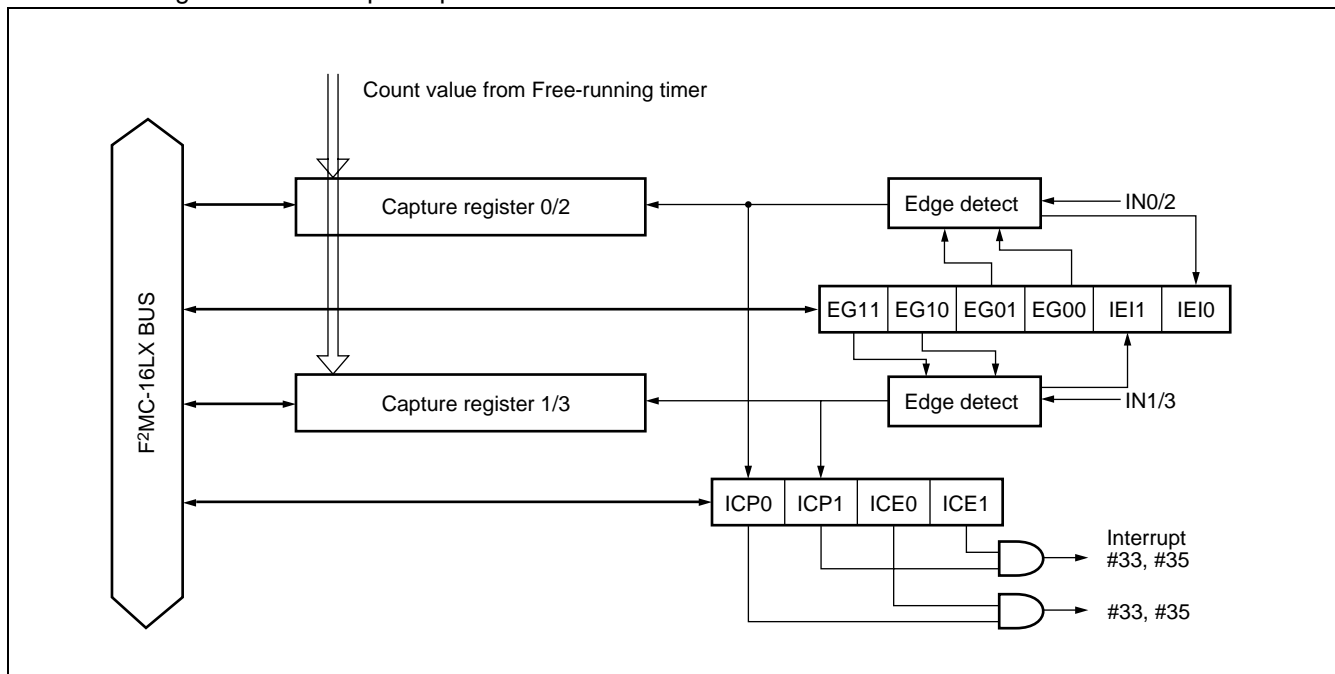 Count value from Free-running timer
Capture register 0/2
Edge detect
IN0/2
F²MC-16LX BUS
EG11 EG10 EG01 EG00 IEI1 IEI0
Capture register 1/3
Edge detect
IN1/3
ICP0 ICP1 ICE0 ICE1
Interrupt
#33, #35
#33, #35